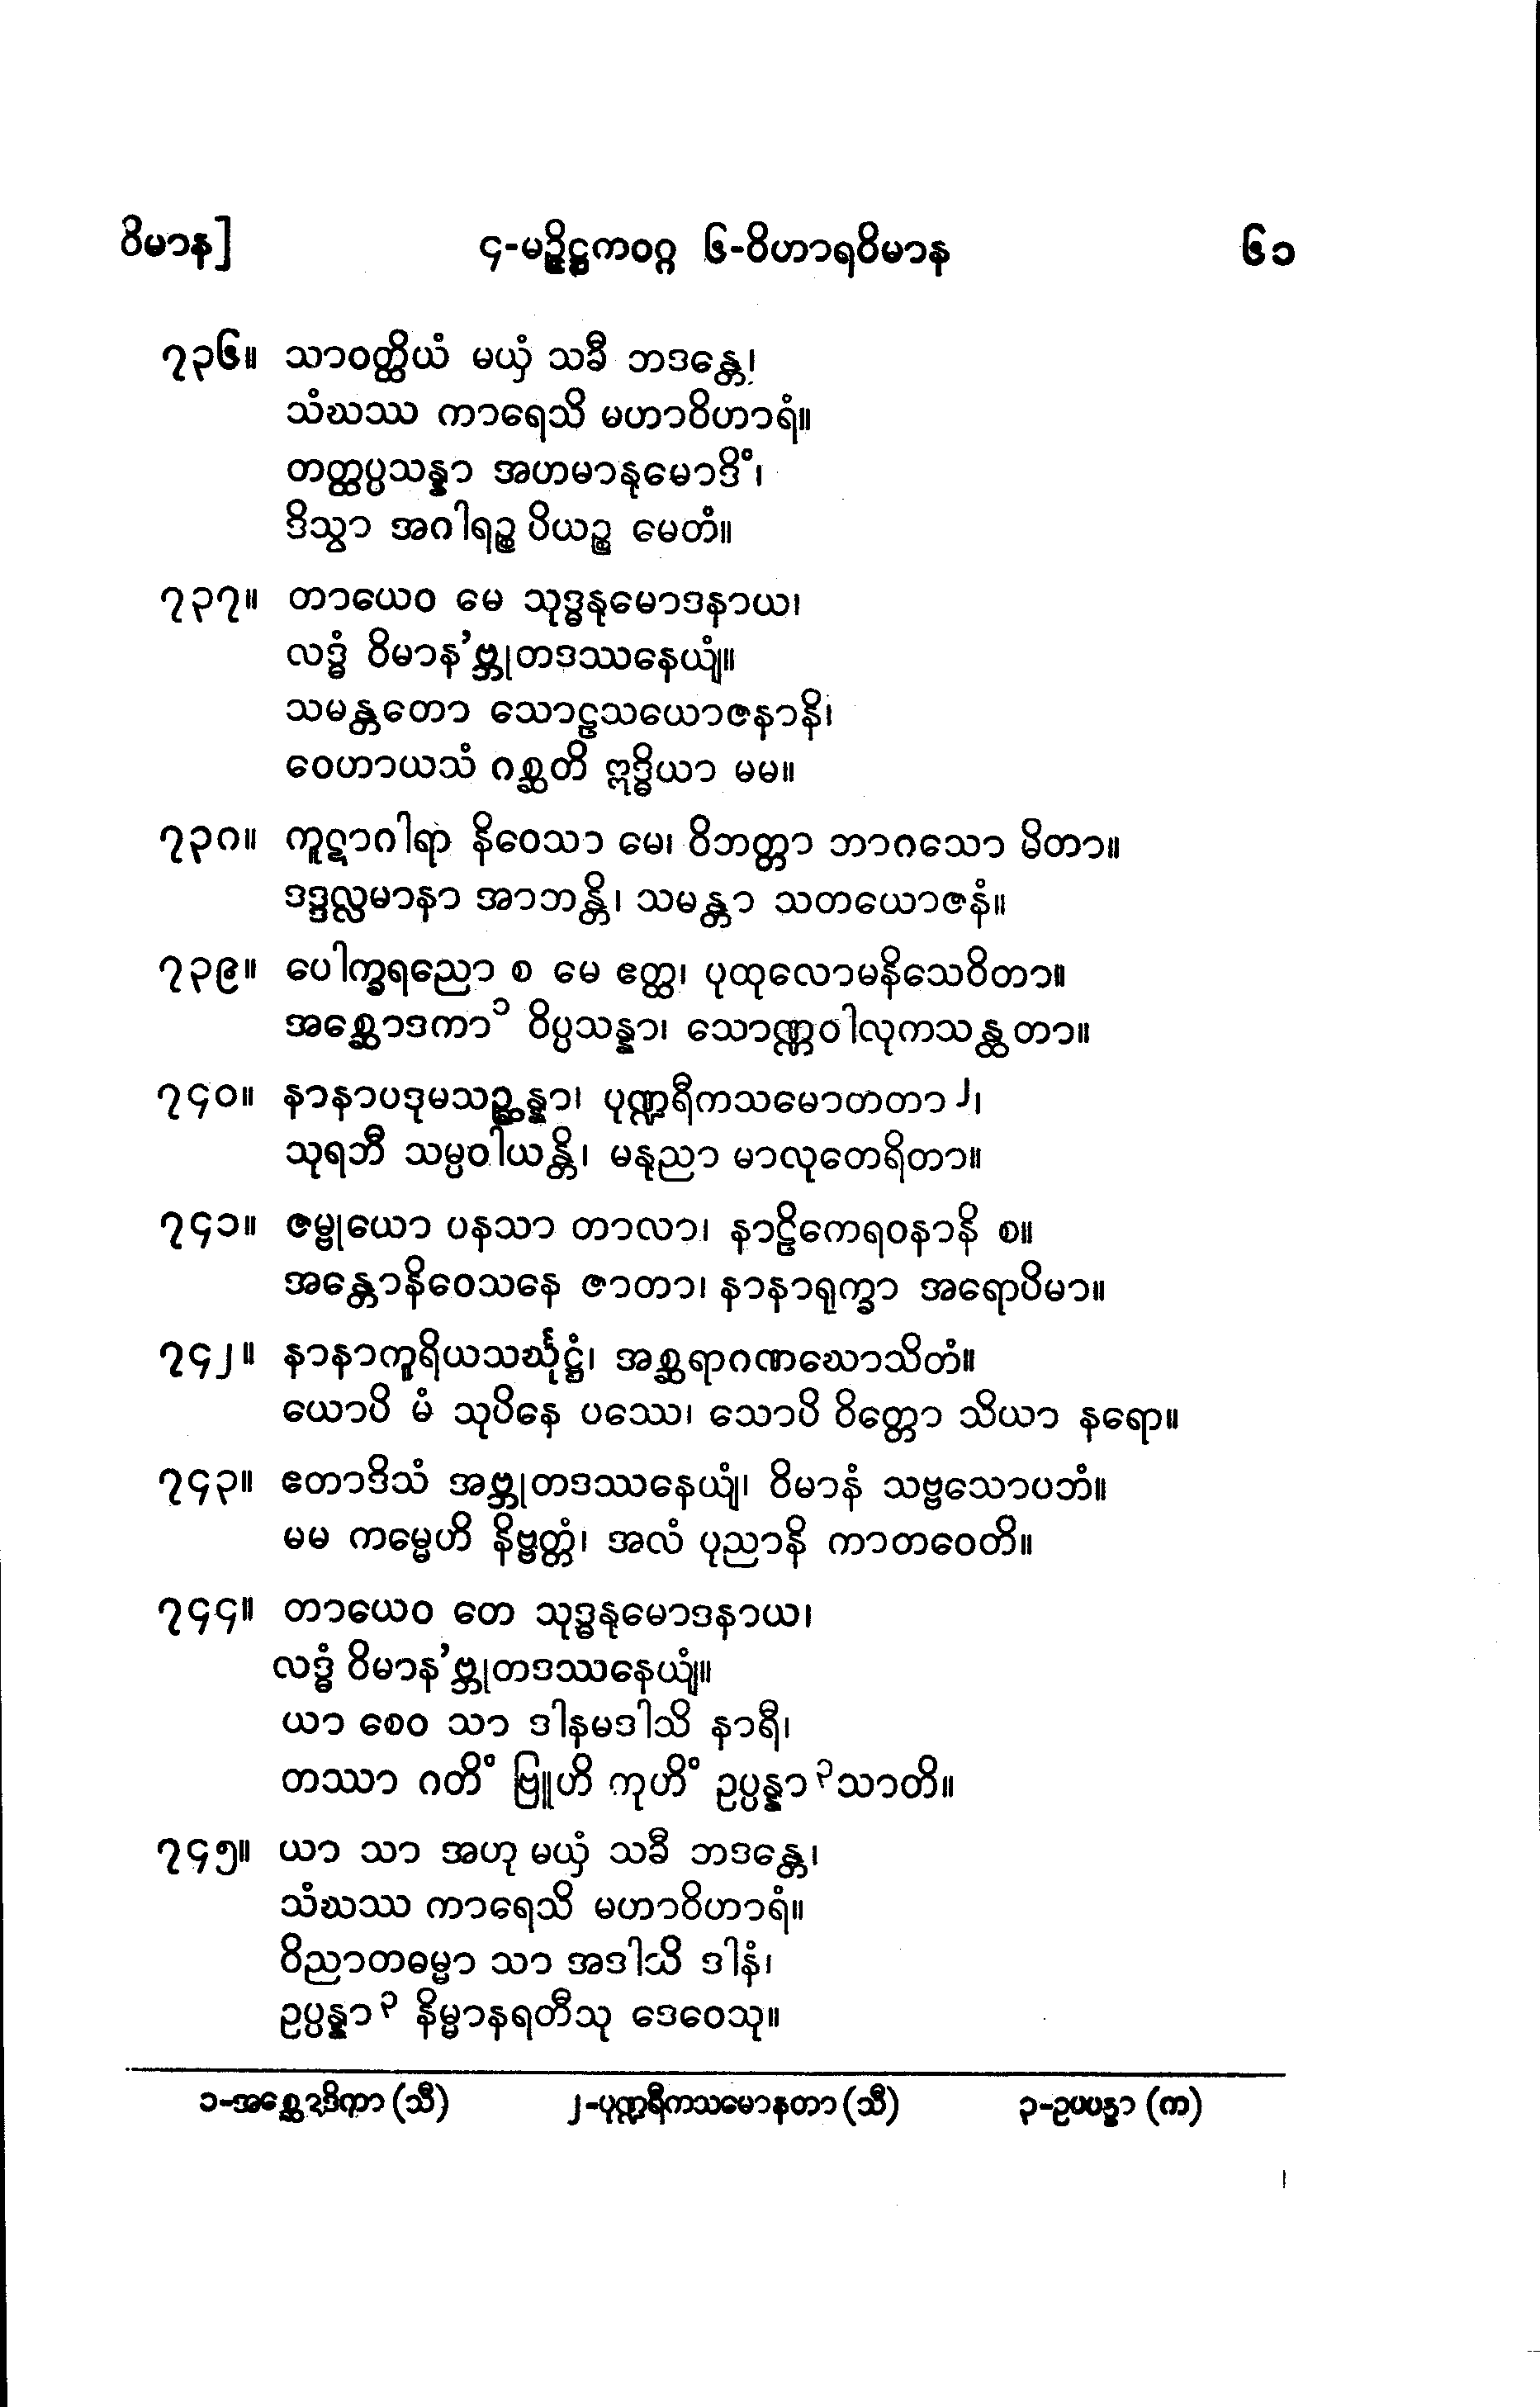 ဝိမာန]
၄-မဉ္ဇိဋ္ဌကဝဂ္ဂ ၆-ဝိဟာရဝိမာန
၆၁
၇၃၆။ သာဝတ္ထိယံ မယှံ သခီ ဘဒန္တေ၊
သံဃဿ ကာရေသိ မဟာဝိဟာရံ။
တတ္ထပ္ပသန္နာ အဟမာနုမောဒိံ၊
ဒိသွာ အဂါရဉ္စ ပိယဉ္စ မေတံ။
၇၃၇။ တာယေဝ မေ သုဒ္ဓနုမောဒနာယ၊
လဒ္ဓံ ဝိမာန’ဗ္ဘုတဒဿနေယျံ။
သမန္တတော သောဠသယောဇနာနိ၊
ဝေဟာယသံ ဂစ္ဆတိ ဣဒ္ဓိယာ မမ။
၇၃၈။ ကူဋာဂါရာ နိဝေသာ မေ၊ ဝိဘတ္တာ ဘာဂသော မိတာ။
ဒဒ္ဒလ္လမာနာ အာဘန္တိ၊ သမန္တာ သတယောဇနံ။
၇၃၉။ ပေါက္ခရညော စ မေ ဧတ္ထ၊ ပုထုလောမနိသေဝိတာ။
အစ္ဆောဒကာ ၁ ဝိပ္ပသန္နာ၊ သောဏ္ဏဝါလုကသန္ထတာ။
၇၄၀။ နာနာပဒုမသဉ္ဆန္နာ၊ ပုဏ္ဍရီကသမောတတာ ၂၊
သုရဘီ သမ္ပဝါယန္တိ၊ မနုညာ မာလုတေရိတာ။
၇၄၁။ ဇမ္ဗုယော ပနသာ တာလာ၊ နာဠိကေရဝနာနိ စ။
အန္တောနိဝေသနေ ဇာတာ၊ နာနာရုက္ခာ အရောပိမာ။
၇၄၂။ နာနာတူရိယသင်္ဃုဋ္ဌံ၊ အစ္ဆရာဂဏဃောသိတံ။
ယောပိ မံ သုပိနေ ပဿေ၊ သောပိ ဝိတ္တော သိယာ နရော။
၇၄၃။ ဧတာဒိသံ အဗ္ဘုတဒဿနေယျံ၊ ဝိမာနံ သဗ္ဗသောပဘံ။
မမ ကမ္မေဟိ နိဗ္ဗတ္တံ၊ အလံ ပုညာနိ ကာတဝေတိ။
၇၄၄။ တာယေဝ တေ သုဒ္ဓနုမောဒနာယ၊
လဒ္ဓံ ဝိမာန’ဗ္ဘုတဒဿနေယျံ။
ယာ စေဝ သာ ဒါနမဒါသိ နာရီ၊
တဿာ ဂတိံ ဗြူဟိ ကုဟိံ ဥပ္ပန္နာ ၃ သာတိ။
၇၄၅။ ယာ သာ အဟု မယှံ သခီ ဘဒန္တေ၊
သံဃဿ ကာရေသိ မဟာဝိဟာရံ။
ဝိညာတဓမ္မာ သာ အဒါသိ ဒါနံ၊
ဥပ္ပန္နာ ၃ နိမ္မာနရတီသု ဒေဝေသု။
၁-အစ္ဆောဒိကာ (သီ) ၂-ပုဏ္ဍရီကသမောနတာ (သီ) ၃-ဥပပန္နာ (က)